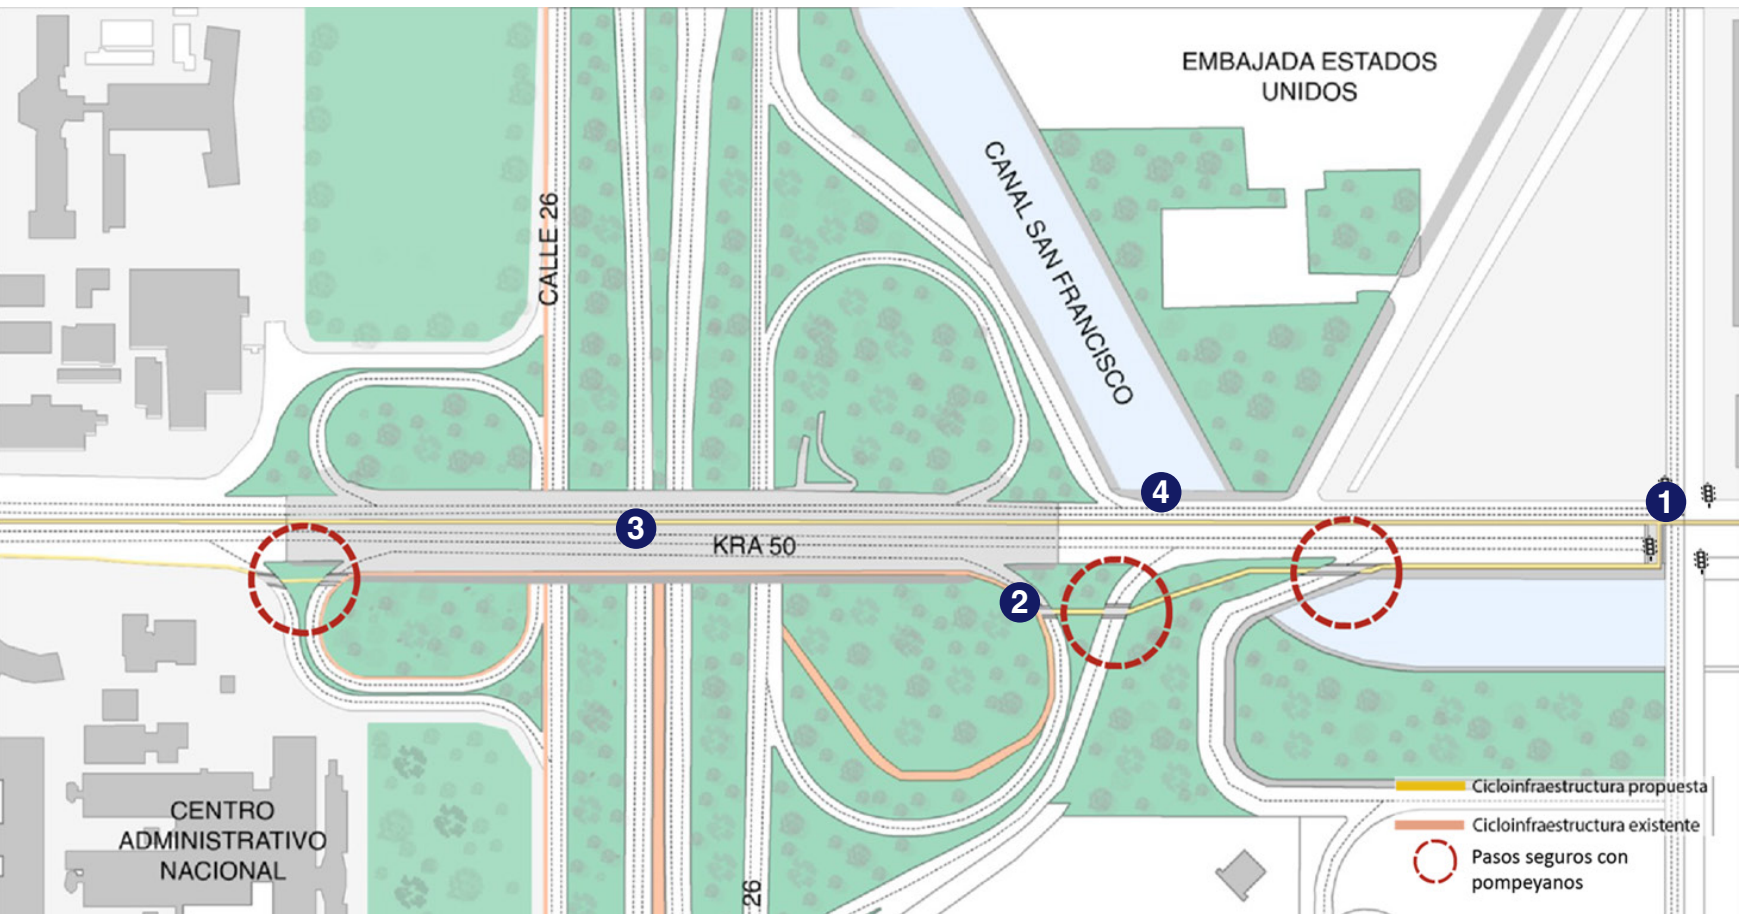 EMBAJADA ESTADOS
UNIDOS
CANAL SAN FRANCISCO
CALLE 26
4
1
3
KRA 50
2
Cicloinfraestructura propuesta
CENTRO
ADMINISTRATIVO
NACIONAL
Cicloinfraestructura existente
Pasos seguros con
pompeyanos
26